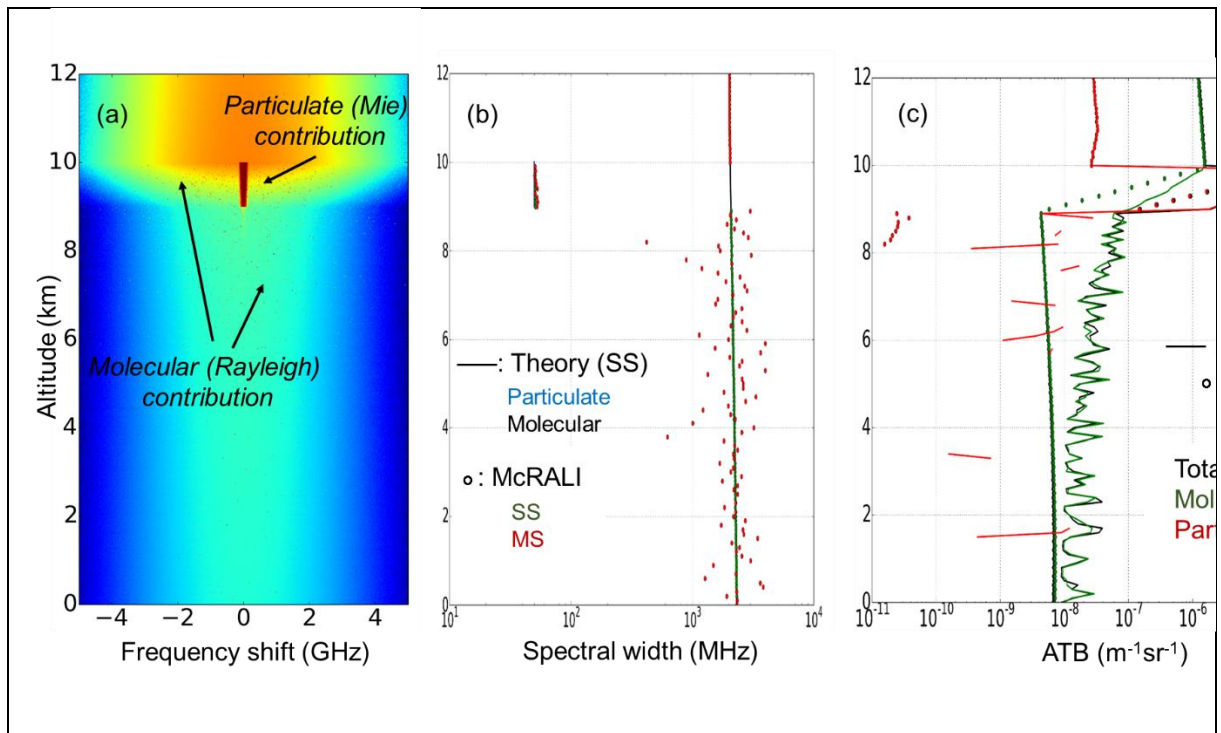 (a)
Particulate (Mie)
contribution
Molecular (Rayleigh)
contribution
12
10
8
6
4
2
0
Altitude (km)
−4 −2 0 2 4
Frequency shift (GHz)
(b)
12
10
8
6
4
2
0
—: Theory (SS)
Particulate
Molecular
o: McRALI
SS
MS
10¹ 10² 10³ 10⁴
Spectral width (MHz)
(c)
12
10
8
6
4
2
0
Tota
Mol
Part
10⁻¹¹ 10⁻¹⁰ 10⁻⁹ 10⁻⁸ 10⁻⁷ 10⁻⁶
ATB (m⁻¹sr⁻¹)